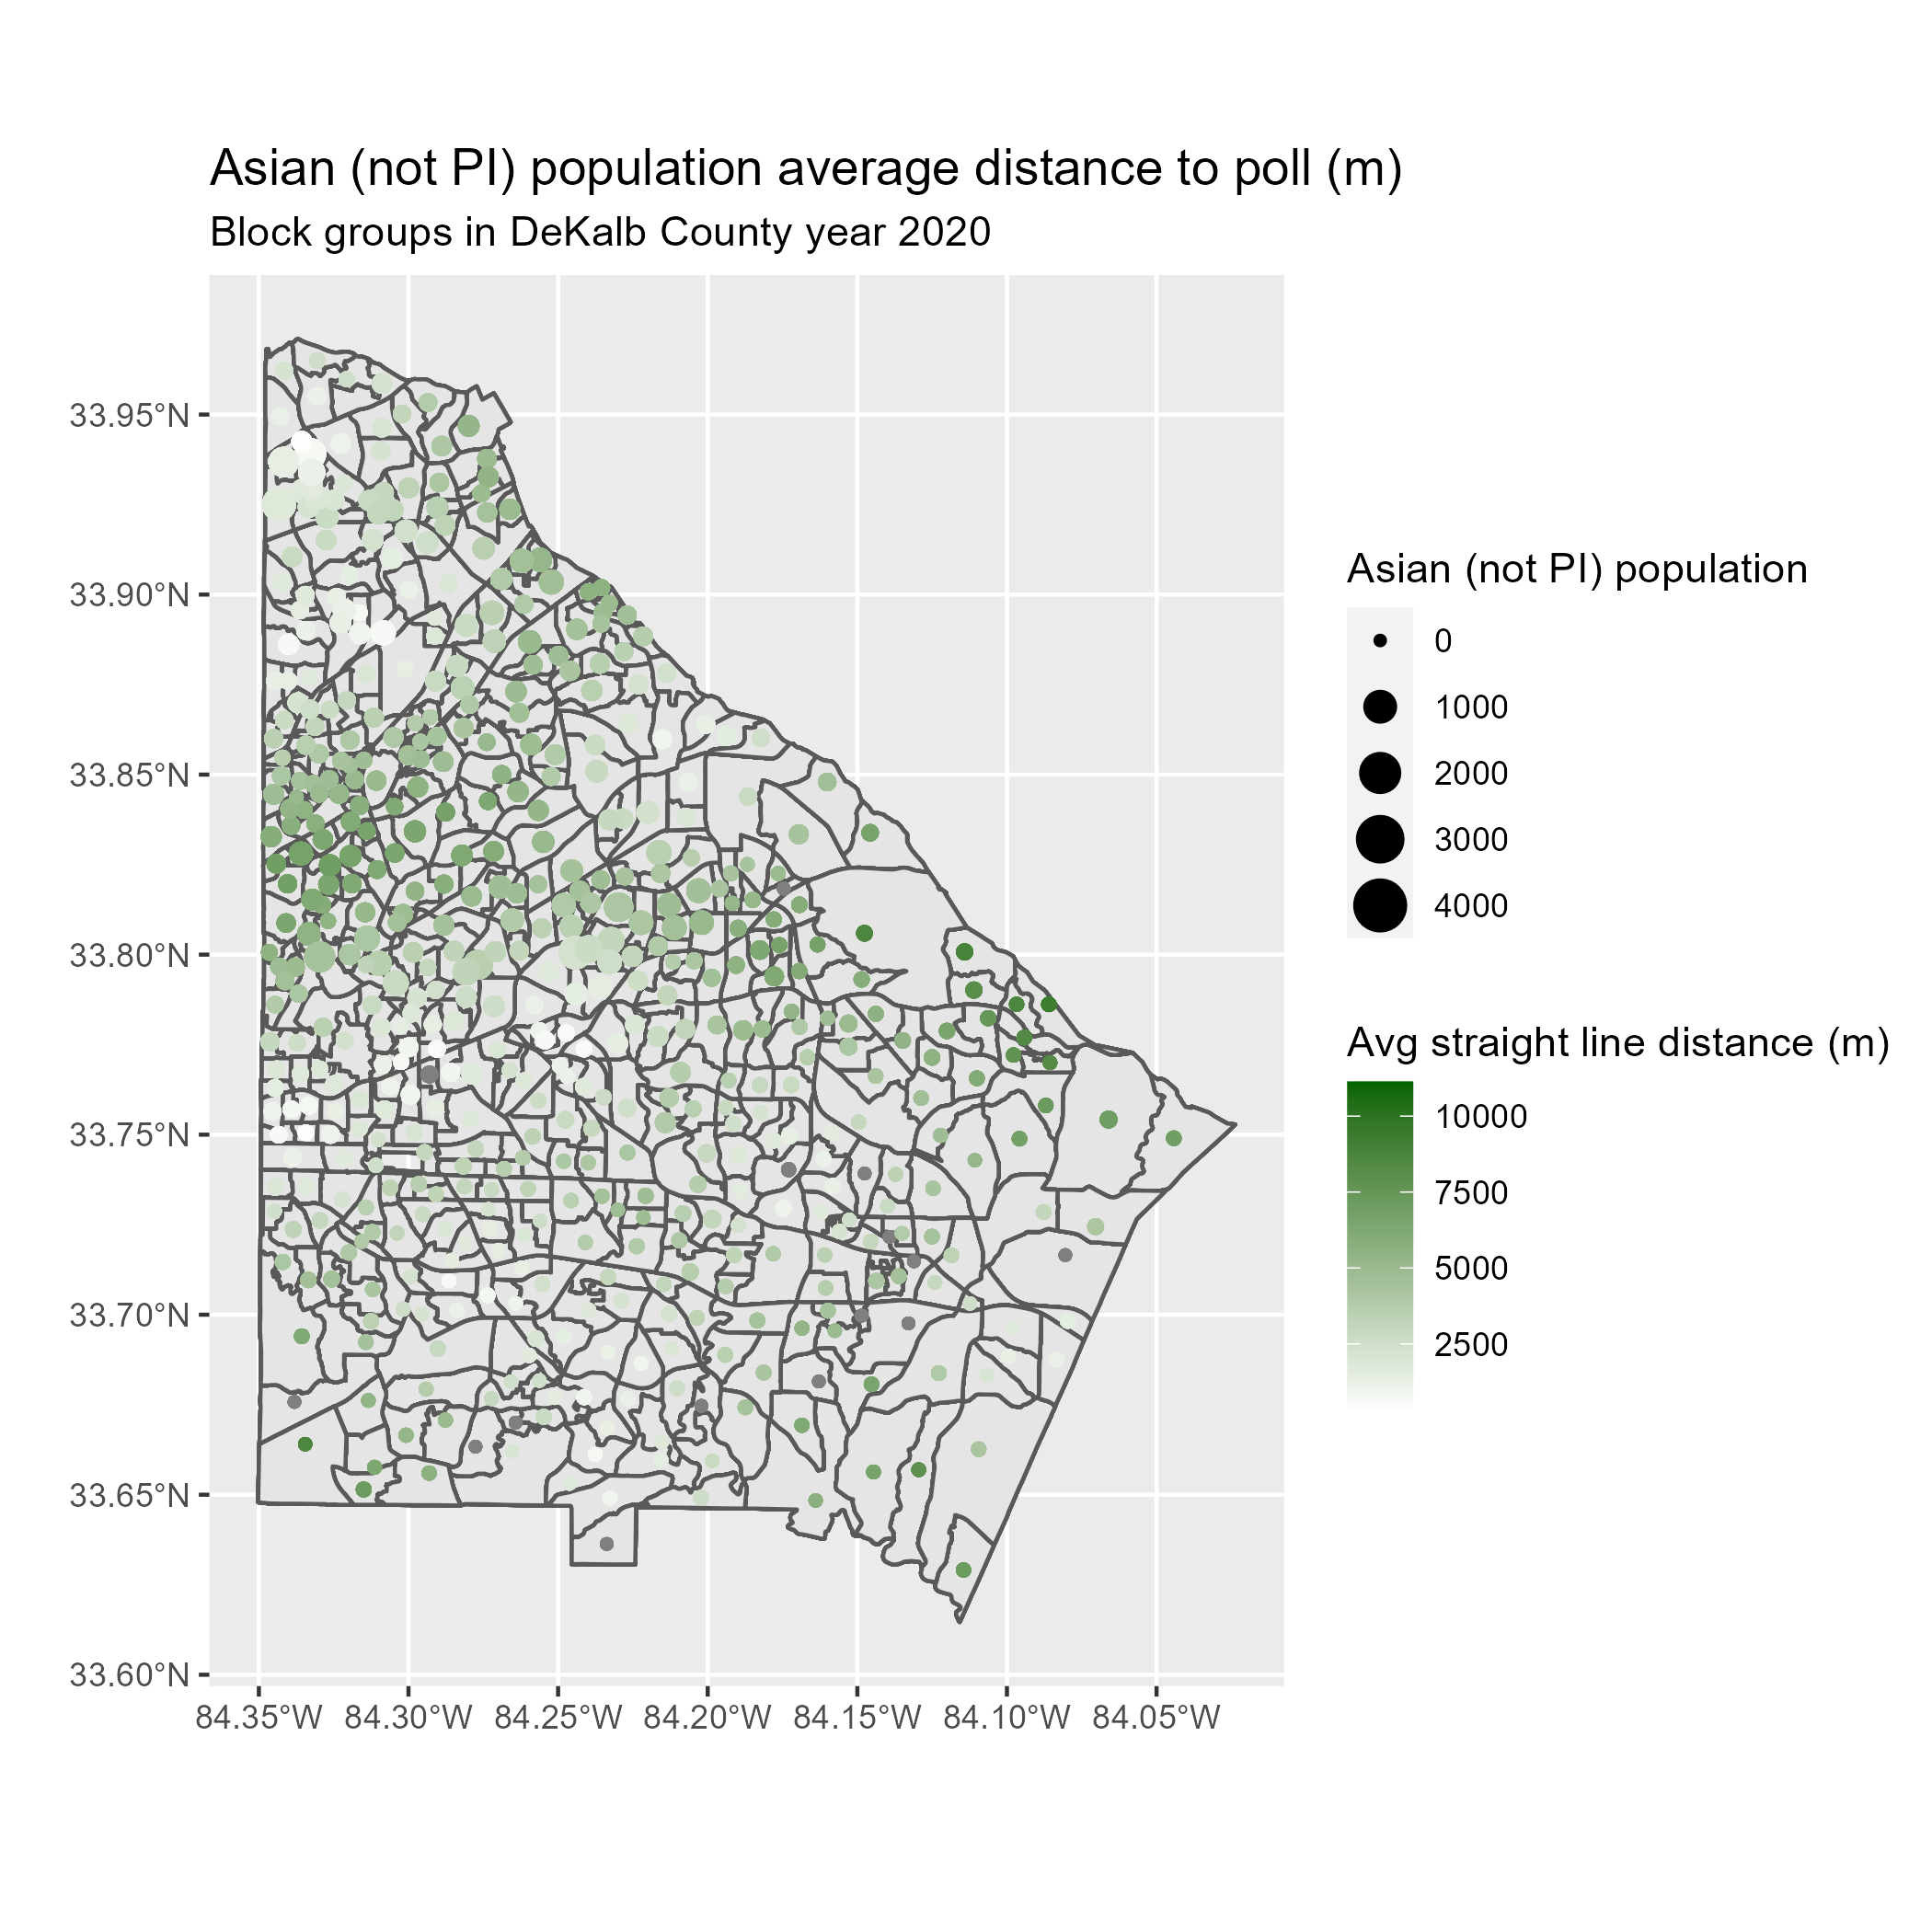 Asian (not PI) population average distance to poll (m)
Block groups in DeKalb County year 2020
33.95°N
33.90°N
33.85°N
33.80°N
33.75°N
33.70°N
33.65°N
33.60°N
84.35°W 84.30°W 84.25°W 84.20°W 84.15°W 84.10°W 84.05°W
Asian (not PI) population
0
1000
2000
3000
4000
Avg straight line distance (m)
10000
7500
5000
2500